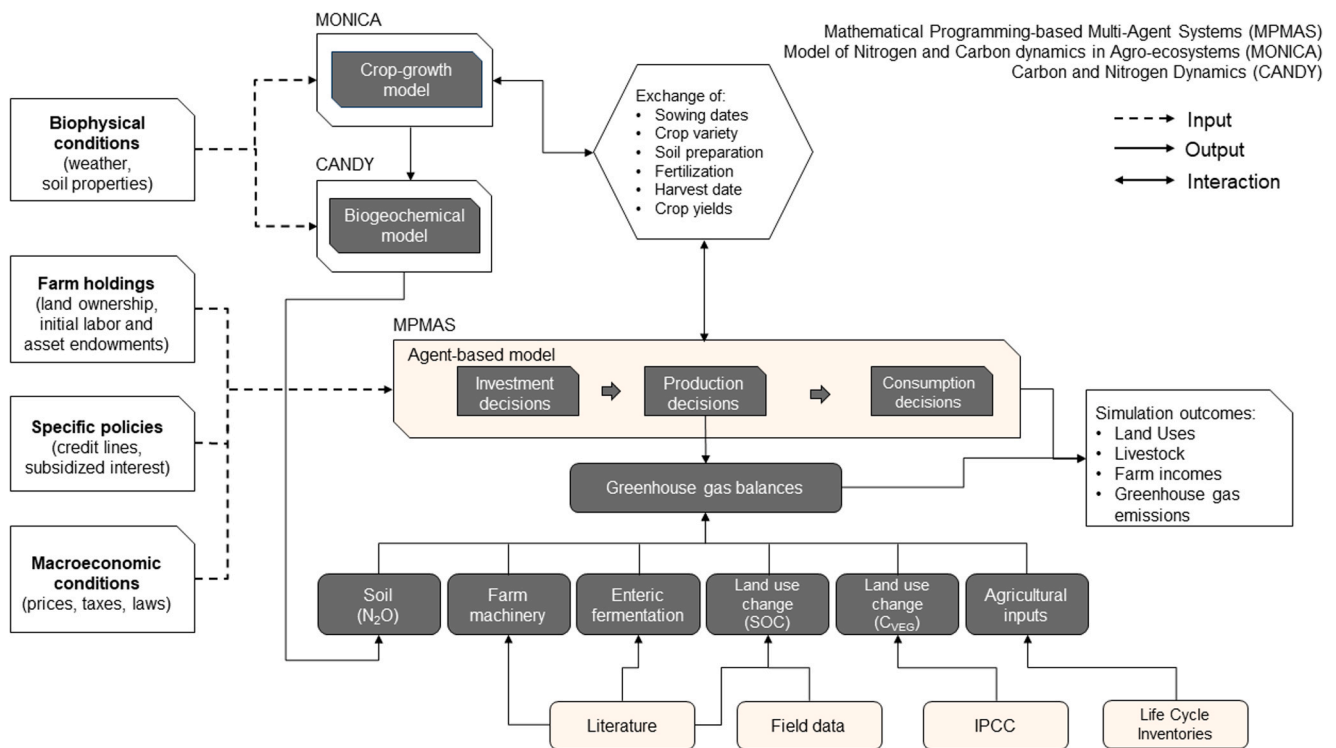 MONICA
Crop-growth
model
Mathematical Programming-based Multi-Agent Systems (MPMAS)
Model of Nitrogen and Carbon dynamics in Agro-ecosystems (MONICA)
Carbon and Nitrogen Dynamics (CANDY)
Input
Output
Interaction
Biophysical
conditions
(weather,
soil properties)
Exchange of:
• Sowing dates
• Crop variety
• Soil preparation
• Fertilization
• Harvest date
• Crop yields
CANDY
Biogeochemical
model
Farm holdings
(land ownership,
initial labor and
asset endowments)
MPMAS
Agent-based model
Investment
decisions
Production
decisions
Consumption
decisions
Specific policies
(credit lines,
subsidized interest)
Simulation outcomes:
• Land Uses
• Livestock
• Farm incomes
• Greenhouse gas
emissions
Greenhouse gas balances
Macroeconomic
conditions
(prices, taxes, laws)
Soil
(N₂O)
Farm
machinery
Enteric
fermentation
Land use
change
(SOC)
Land use
change
(C_VEG)
Agricultural
inputs
Literature
Field data
IPCC
Life Cycle
Inventories